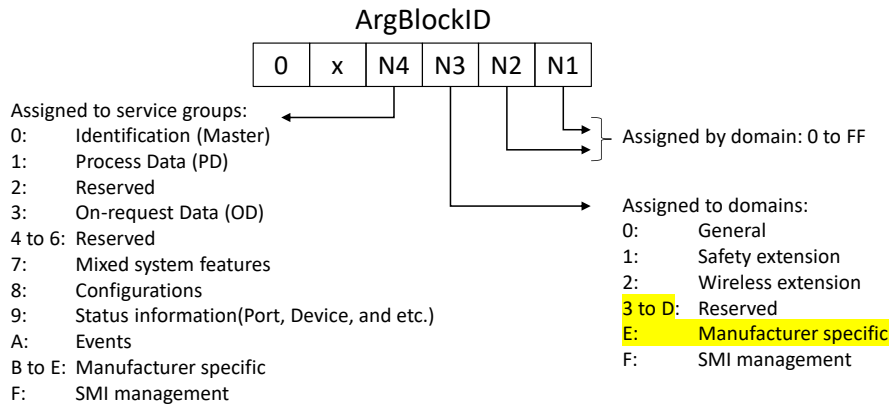 ArgBlockID
0 x N4 N3 N2 N1
Assigned to service groups:
0: Identification (Master)
1: Process Data (PD)
2: Reserved
3: On-request Data (OD)
4 to 6: Reserved
7: Mixed system features
8: Configurations
9: Status information(Port, Device, and etc.)
A: Events
B to E: Manufacturer specific
F: SMI management
Assigned by domain: 0 to FF
Assigned to domains:
0: General
1: Safety extension
2: Wireless extension
3 to D: Reserved
E: Manufacturer specific
F: SMI management